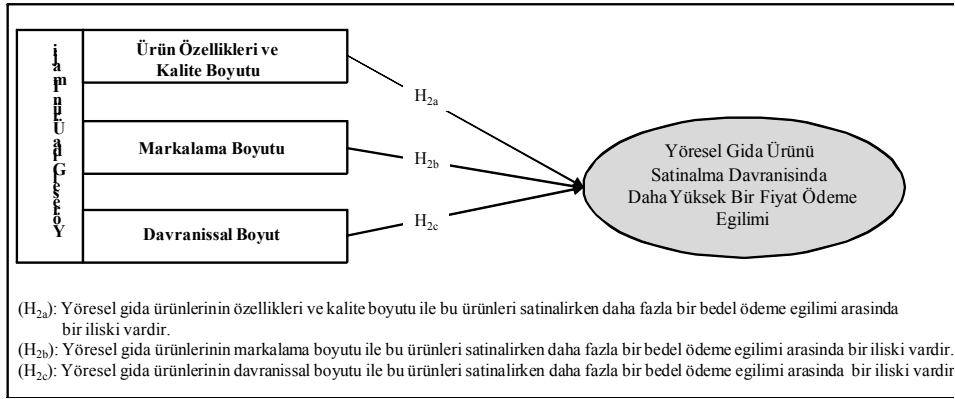 Yöresel Gida Ürün Imaji
Ürün Özellikleri ve
Kalite Boyutu
H2a
Markalama Boyutu
H2b
Davranissal Boyut
H2c
Yöresel Gida Ürünü
Satinalma Davranisinda
Daha Yüksek Bir Fiyat Ödeme
Egilimi
(H2a): Yöresel gida ürünlerinin özellikleri ve kalite boyutu ile bu ürünleri satinalirken daha fazla bir bedel ödeme egilimi arasinda
bir iliski vardir.
(H2b): Yöresel gida ürünlerinin markalama boyutu ile bu ürünleri satinalirken daha fazla bir bedel ödeme egilimi arasinda bir iliski vardir.
(H2c): Yöresel gida ürünlerinin davranissal boyutu ile bu ürünleri satinalirken daha fazla bir bedel ödeme egilimi arasinda bir iliski vardir